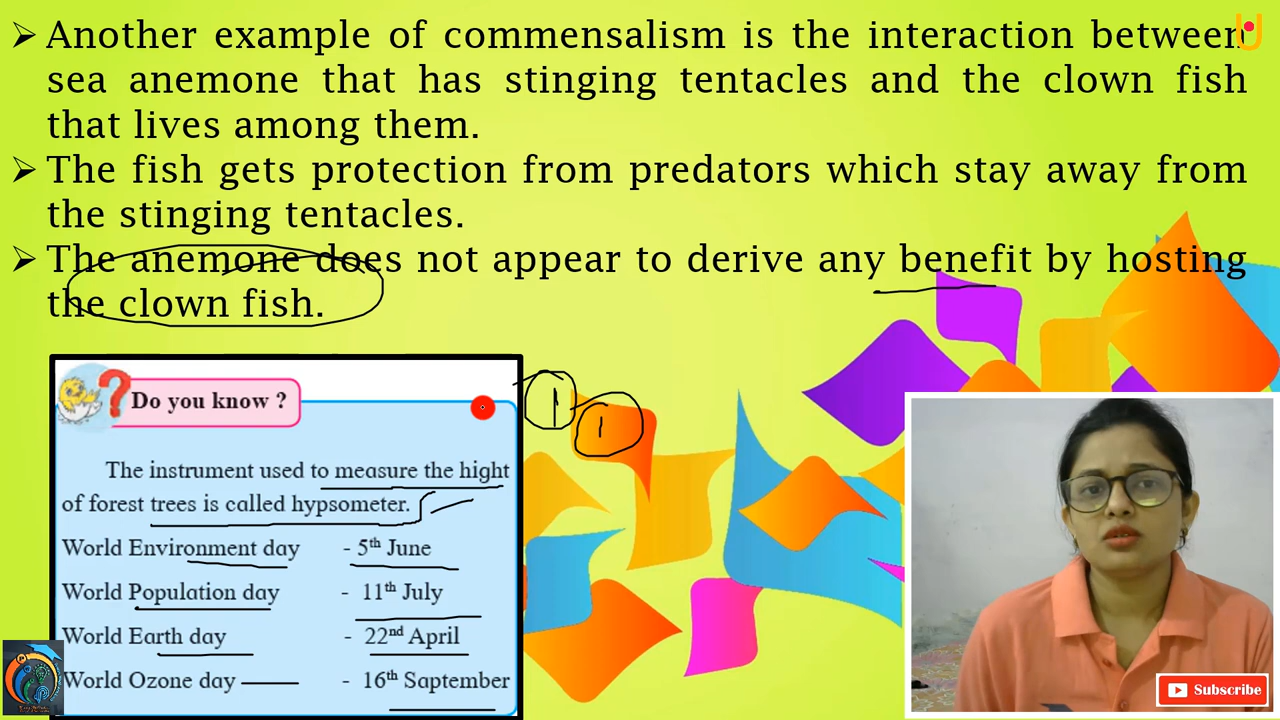 Another example of commensalism is the interaction between
sea anemone that has stinging tentacles and the clown fish
that lives among them.
The fish gets protection from predators which stay away from
the stinging tentacles.
The anemone does not appear to derive any benefit by hosting
the clown fish.
Do you know ?
The instrument used to measure the hight
of forest trees is called hypsometer.
World Environment day - 5th June
World Population day - 11th July
World Earth day - 22nd April
World Ozone day - 16th Saptember
1
1
Subscribe